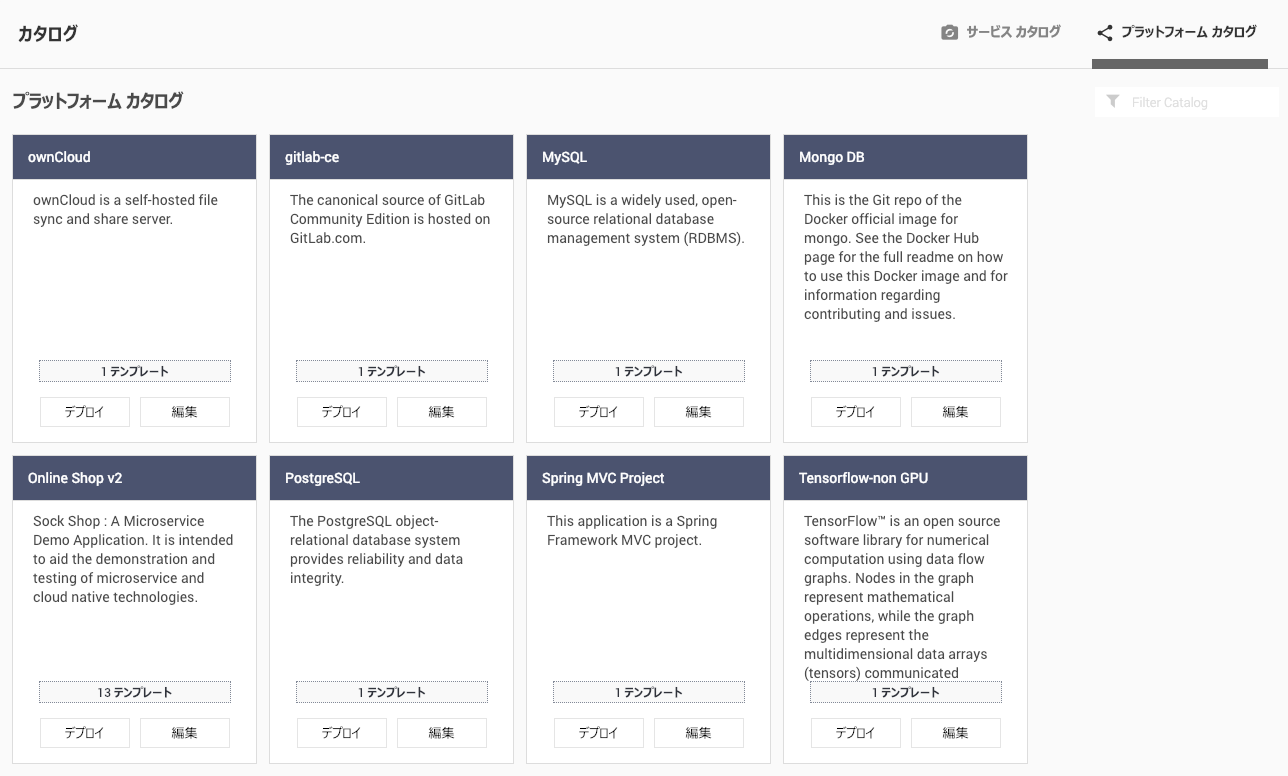 カタログ
サービス カタログ
プラットフォーム カタログ
プラットフォーム カタログ
Filter Catalog
ownCloud
ownCloud is a self-hosted file
sync and share server.
1 テンプレート
デプロイ
編集
gitlab-ce
The canonical source of GitLab
Community Edition is hosted on
GitLab.com.
1 テンプレート
デプロイ
編集
MySQL
MySQL is a widely used, open-
source relational database
management system (RDBMS).
1 テンプレート
デプロイ
編集
Mongo DB
This is the Git repo of the
Docker official image for
mongo. See the Docker Hub
page for the full readme on how
to use this Docker image and for
information regarding
contributing and issues.
1 テンプレート
デプロイ
編集
Online Shop v2
Sock Shop : A Microservice
Demo Application. It is intended
to aid the demonstration and
testing of microservice and
cloud native technologies.
13 テンプレート
デプロイ
編集
PostgreSQL
The PostgreSQL object-
relational database system
provides reliability and data
integrity.
1 テンプレート
デプロイ
編集
Spring MVC Project
This application is a Spring
Framework MVC project.
1 テンプレート
デプロイ
編集
Tensorflow-non GPU
TensorFlow™ is an open source
software library for numerical
computation using data flow
graphs. Nodes in the graph
represent mathematical
operations, while the graph
edges represent the
multidimensional data arrays
(tensors) communicated
1 テンプレート
デプロイ
編集